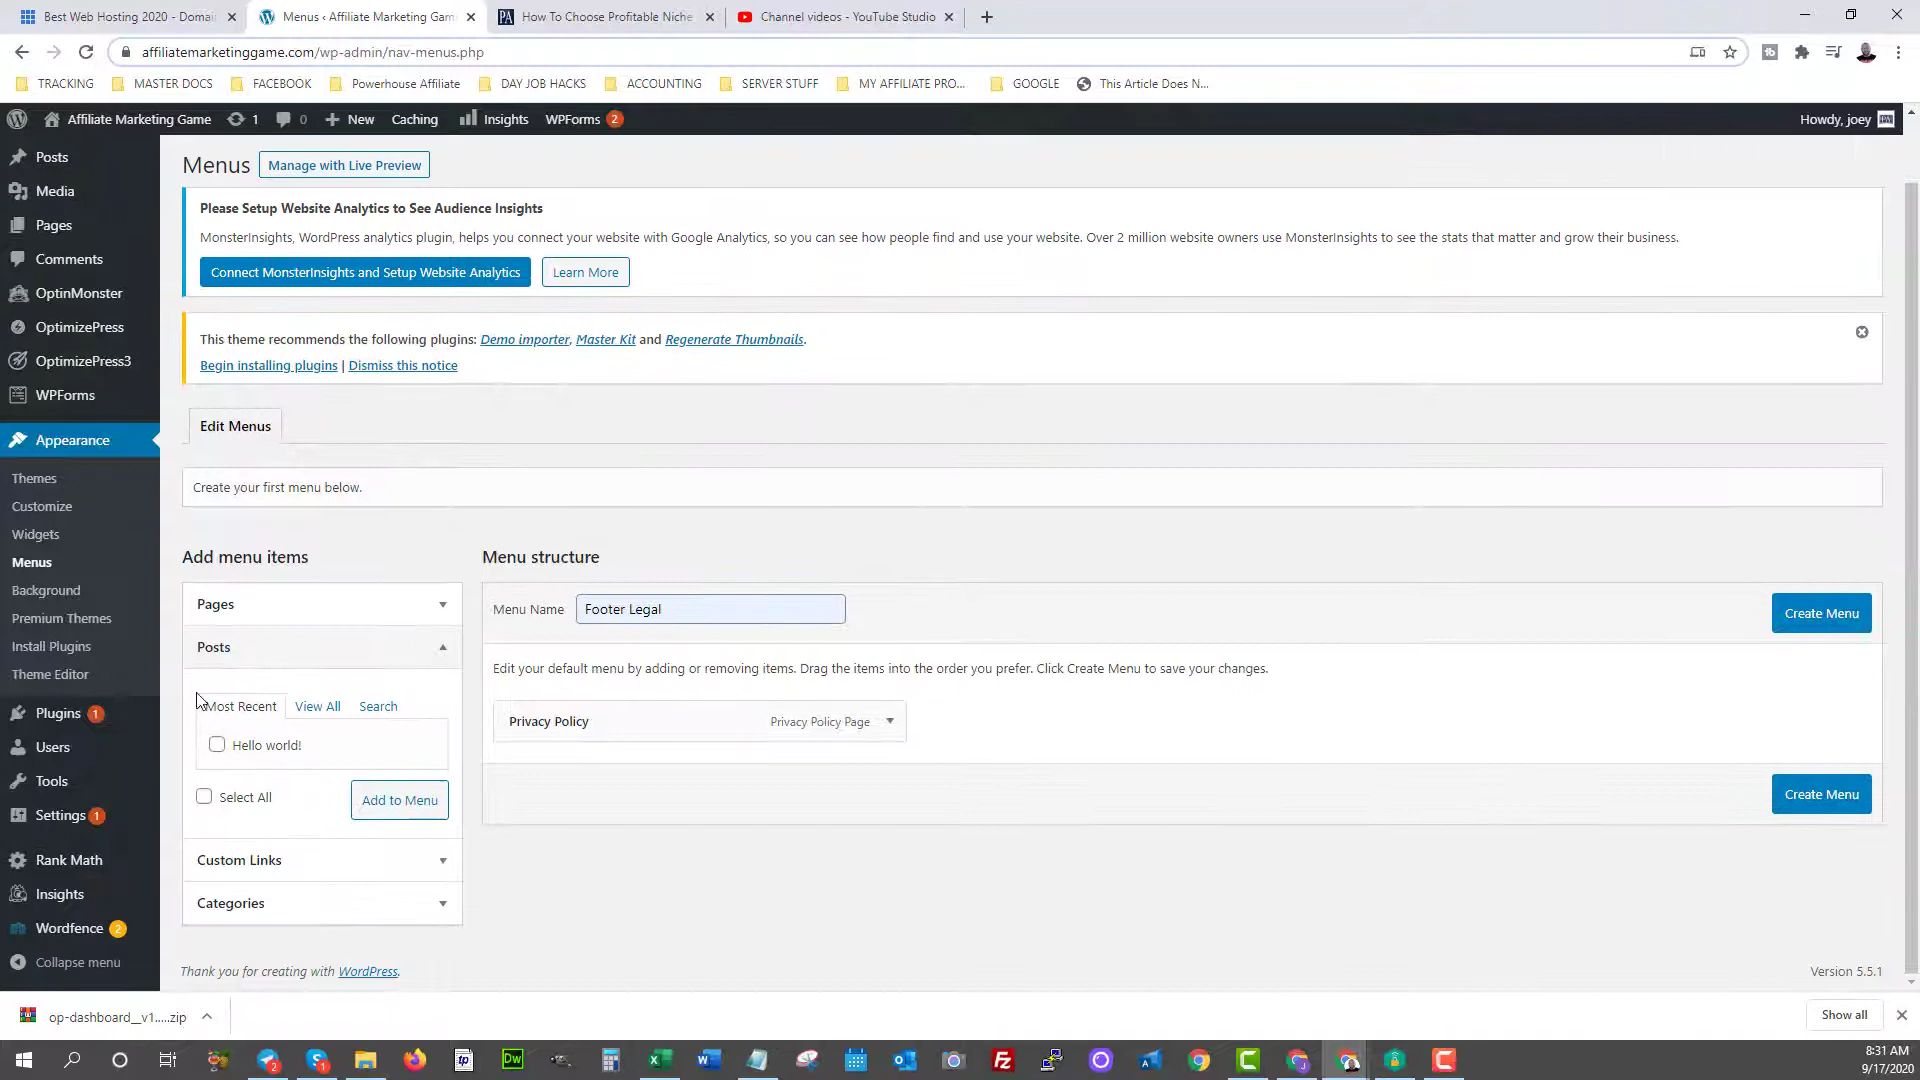 Best Web Hosting 2020 - Domai
Menus ‹ Affiliate Marketing Gam
PA
How To Choose Profitable Niche
Channel videos - YouTube Studio
affiliatemarketinggame.com/wp-admin/nav-menus.php
TRACKING
MASTER DOCS
FACEBOOK
Powerhouse Affiliate
DAY JOB HACKS
ACCOUNTING
SERVER STUFF
MY AFFILIATE PRO...
GOOGLE
This Article Does N...
Affiliate Marketing Game
1
0
New
Caching
Insights
WPForms 2
Howdy, joey
Posts
Media
Pages
Comments
OptinMonster
OptimizePress
OptimizePress3
WPForms
Appearance
Themes
Customize
Widgets
Menus
Background
Premium Themes
Install Plugins
Theme Editor
Plugins 1
Users
Tools
Settings 1
Rank Math
Insights
Wordfence 2
Collapse menu
Menus
Manage with Live Preview
Please Setup Website Analytics to See Audience Insights
MonsterInsights, WordPress analytics plugin, helps you connect your website with Google Analytics, so you can see how people find and use your website. Over 2 million website owners use MonsterInsights to see the stats that matter and grow their business.
Connect MonsterInsights and Setup Website Analytics
Learn More
This theme recommends the following plugins: Demo importer, Master Kit and Regenerate Thumbnails.
Begin installing plugins | Dismiss this notice
Edit Menus
Create your first menu below.
Add menu items
Pages
Posts
Most Recent
View All
Search
Hello world!
Select All
Add to Menu
Custom Links
Categories
Menu structure
Menu Name
Footer Legal
Create Menu
Edit your default menu by adding or removing items. Drag the items into the order you prefer. Click Create Menu to save your changes.
Privacy Policy
Privacy Policy Page
Create Menu
Thank you for creating with WordPress.
Version 5.5.1
op-dashboard_v1.....zip
Show all
2
1
tp
Dw
Fz
8:31 AM
9/17/2020